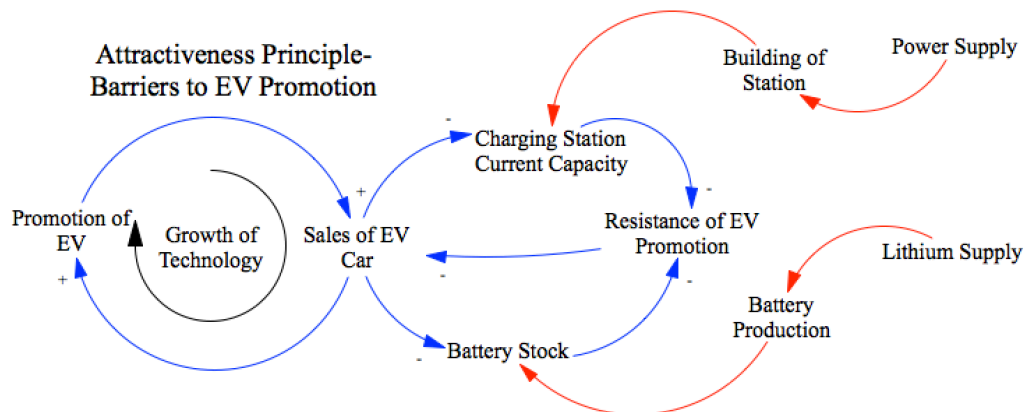 Attractiveness Principle-
Barriers to EV Promotion
Building of
Station
Power Supply
-
Charging Station
Current Capacity
+
-
Promotion of
EV
Growth of
Technology
Sales of EV
Car
Resistance of EV
Promotion
Lithium Supply
+
-
-
Battery
Production
-
Battery Stock